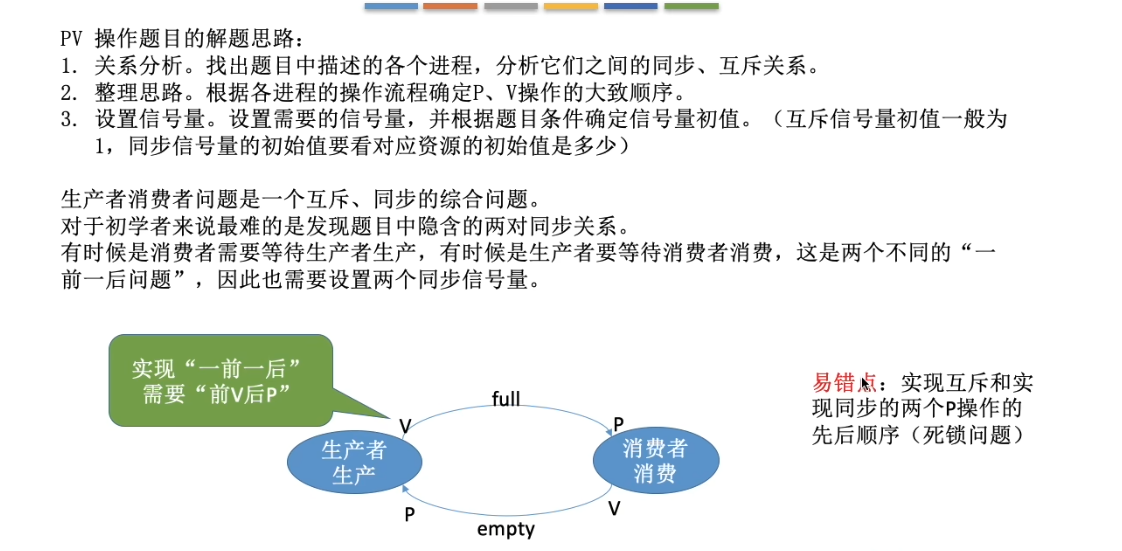 PV 操作题目的解题思路：
1. 关系分析。找出题目中描述的各个进程，分析它们之间的同步、互斥关系。
2. 整理思路。根据各进程的操作流程确定P、V操作的大致顺序。
3. 设置信号量。设置需要的信号量，并根据题目条件确定信号量初值。（互斥信号量初值一般为
1，同步信号量的初始值要看对应资源的初始值是多少）
生产者消费者问题是一个互斥、同步的综合问题。
对于初学者来说最难的是发现题目中隐含的两对同步关系。
有时候是消费者需要等待生产者生产，有时候是生产者要等待消费者消费，这是两个不同的“一
前一后问题”，因此也需要设置两个同步信号量。
实现“一前一后”
需要“前V后P”
full
V
P
生产者
生产
消费者
消费
P
V
empty
易错点：实现互斥和实
现同步的两个P操作的
先后顺序（死锁问题）